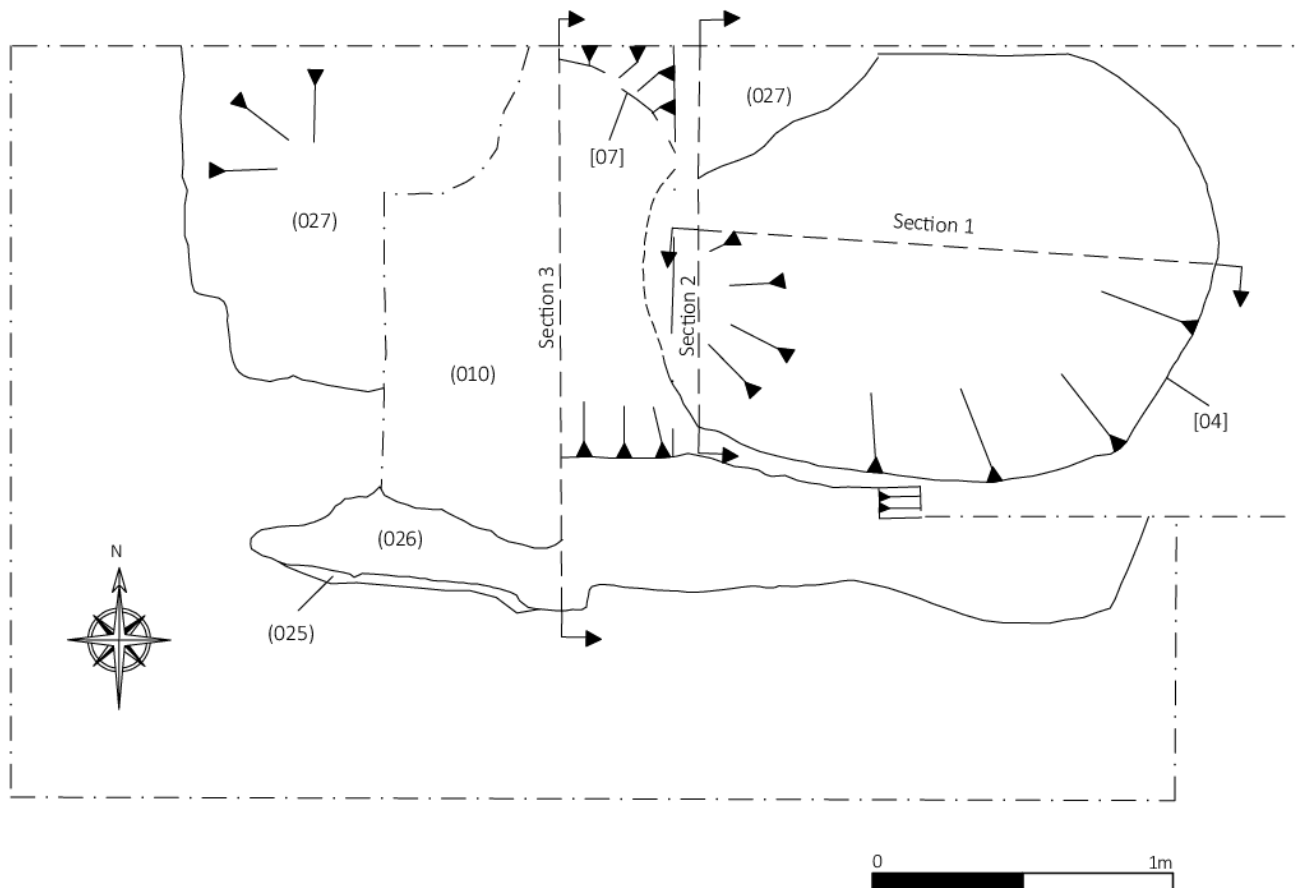 (027)
[07]
(027)
Section 1
Section 3
Section 2
(010)
[04]
(026)
N
(025)
0
1m